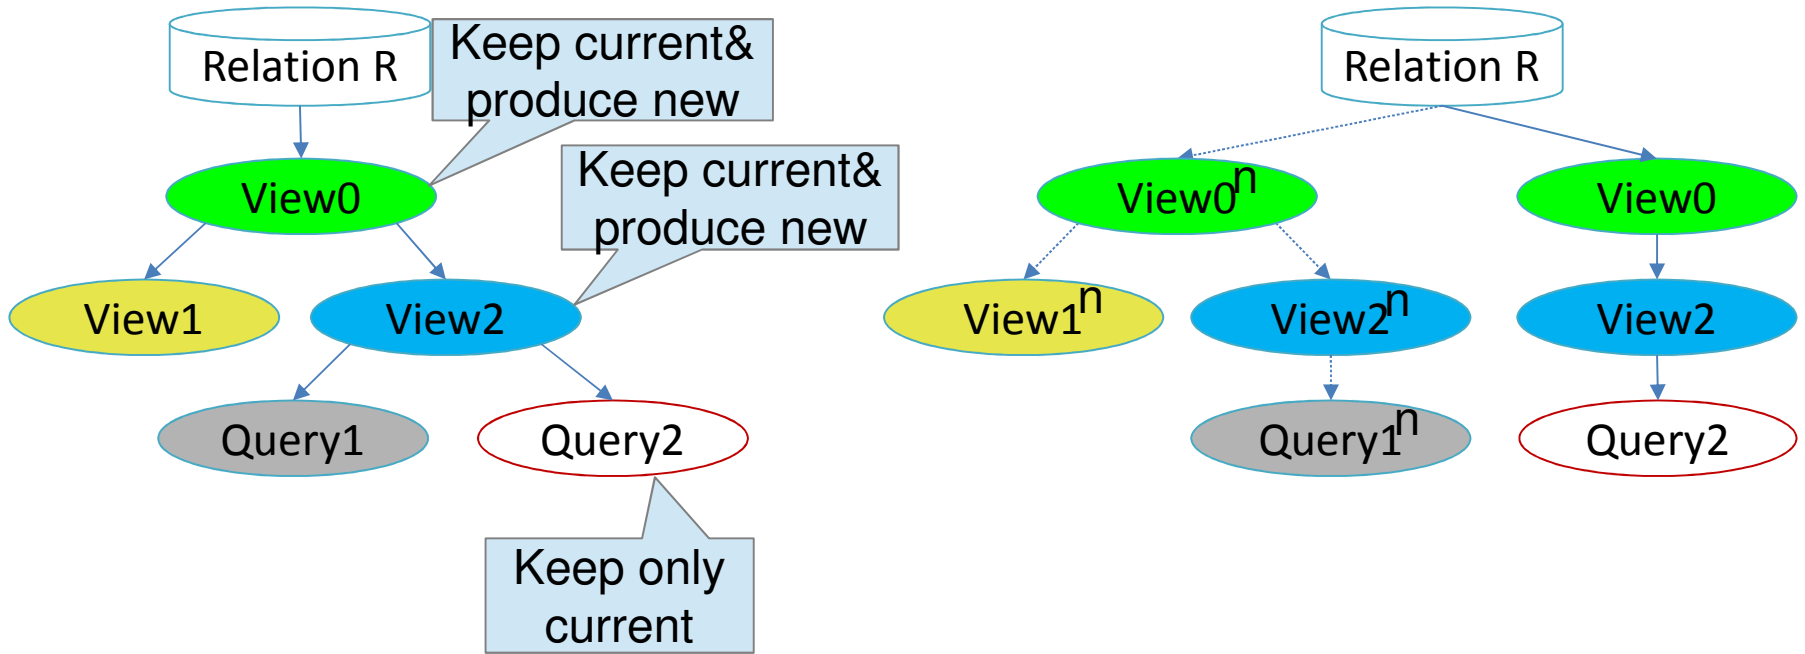 Relation R
Keep current&
produce new
View0
Keep current&
produce new
View1
View2
Query1
Query2
Keep only
current
Relation R
View0ⁿ
View0
View1ⁿ
View2ⁿ
View2
Query1ⁿ
Query2